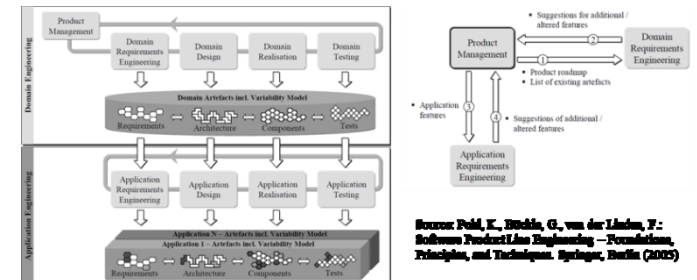 Domain Engineering
Product
Management
Domain
Requirements
Engineering
Domain
Design
Domain
Realisation
Domain
Testing
Domain Artefacts incl. Variability Model
Requirements
Architecture
Components
Tests
Application Engineering
Application
Requirements
Engineering
Application
Design
Application
Realisation
Application
Testing
Application N – Artefacts incl. Variability Model
Application 1 – Artefacts incl. Variability Model
Requirements
Architecture
Components
Tests
• Suggestions for additional /
altered features
Product
Management
2
Domain
Requirements
Engineering
1
• Product roadmap
• List of existing artefacts
• Application
features
3
4
• Suggestions of additional /
altered features
Application
Requirements
Engineering
Source: Pohl, K., Böckle, G., van der Linden, F.:
Software Product Line Engineering – Foundations,
Principles, and Techniques. Springer, Berlin (2005)